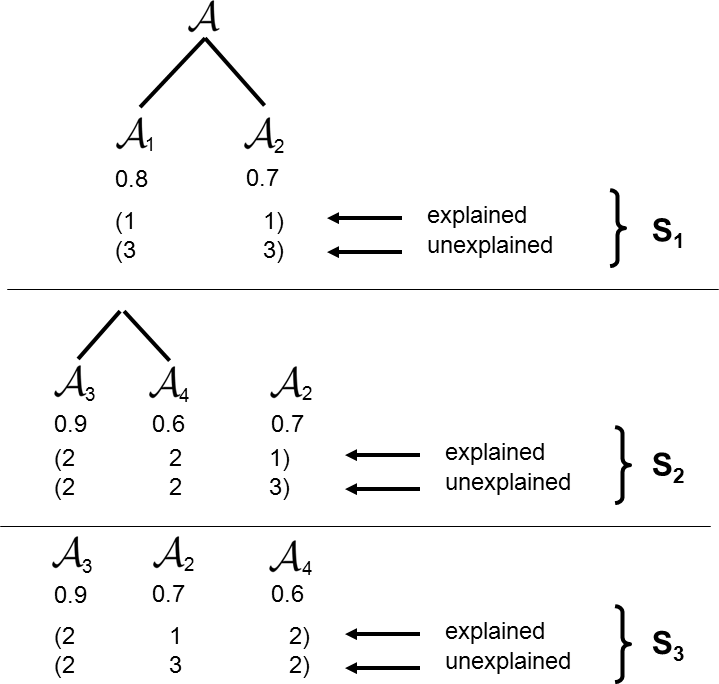 𝒜
𝒜₁ 𝒜₂
0.8 0.7
(1 1) explained
(3 3) unexplained
S₁
𝒜₃ 𝒜₄ 𝒜₂
0.9 0.6 0.7
(2 2 1) explained
(2 2 3) unexplained
S₂
𝒜₃ 𝒜₂ 𝒜₄
0.9 0.7 0.6
(2 1 2) explained
(2 3 2) unexplained
S₃